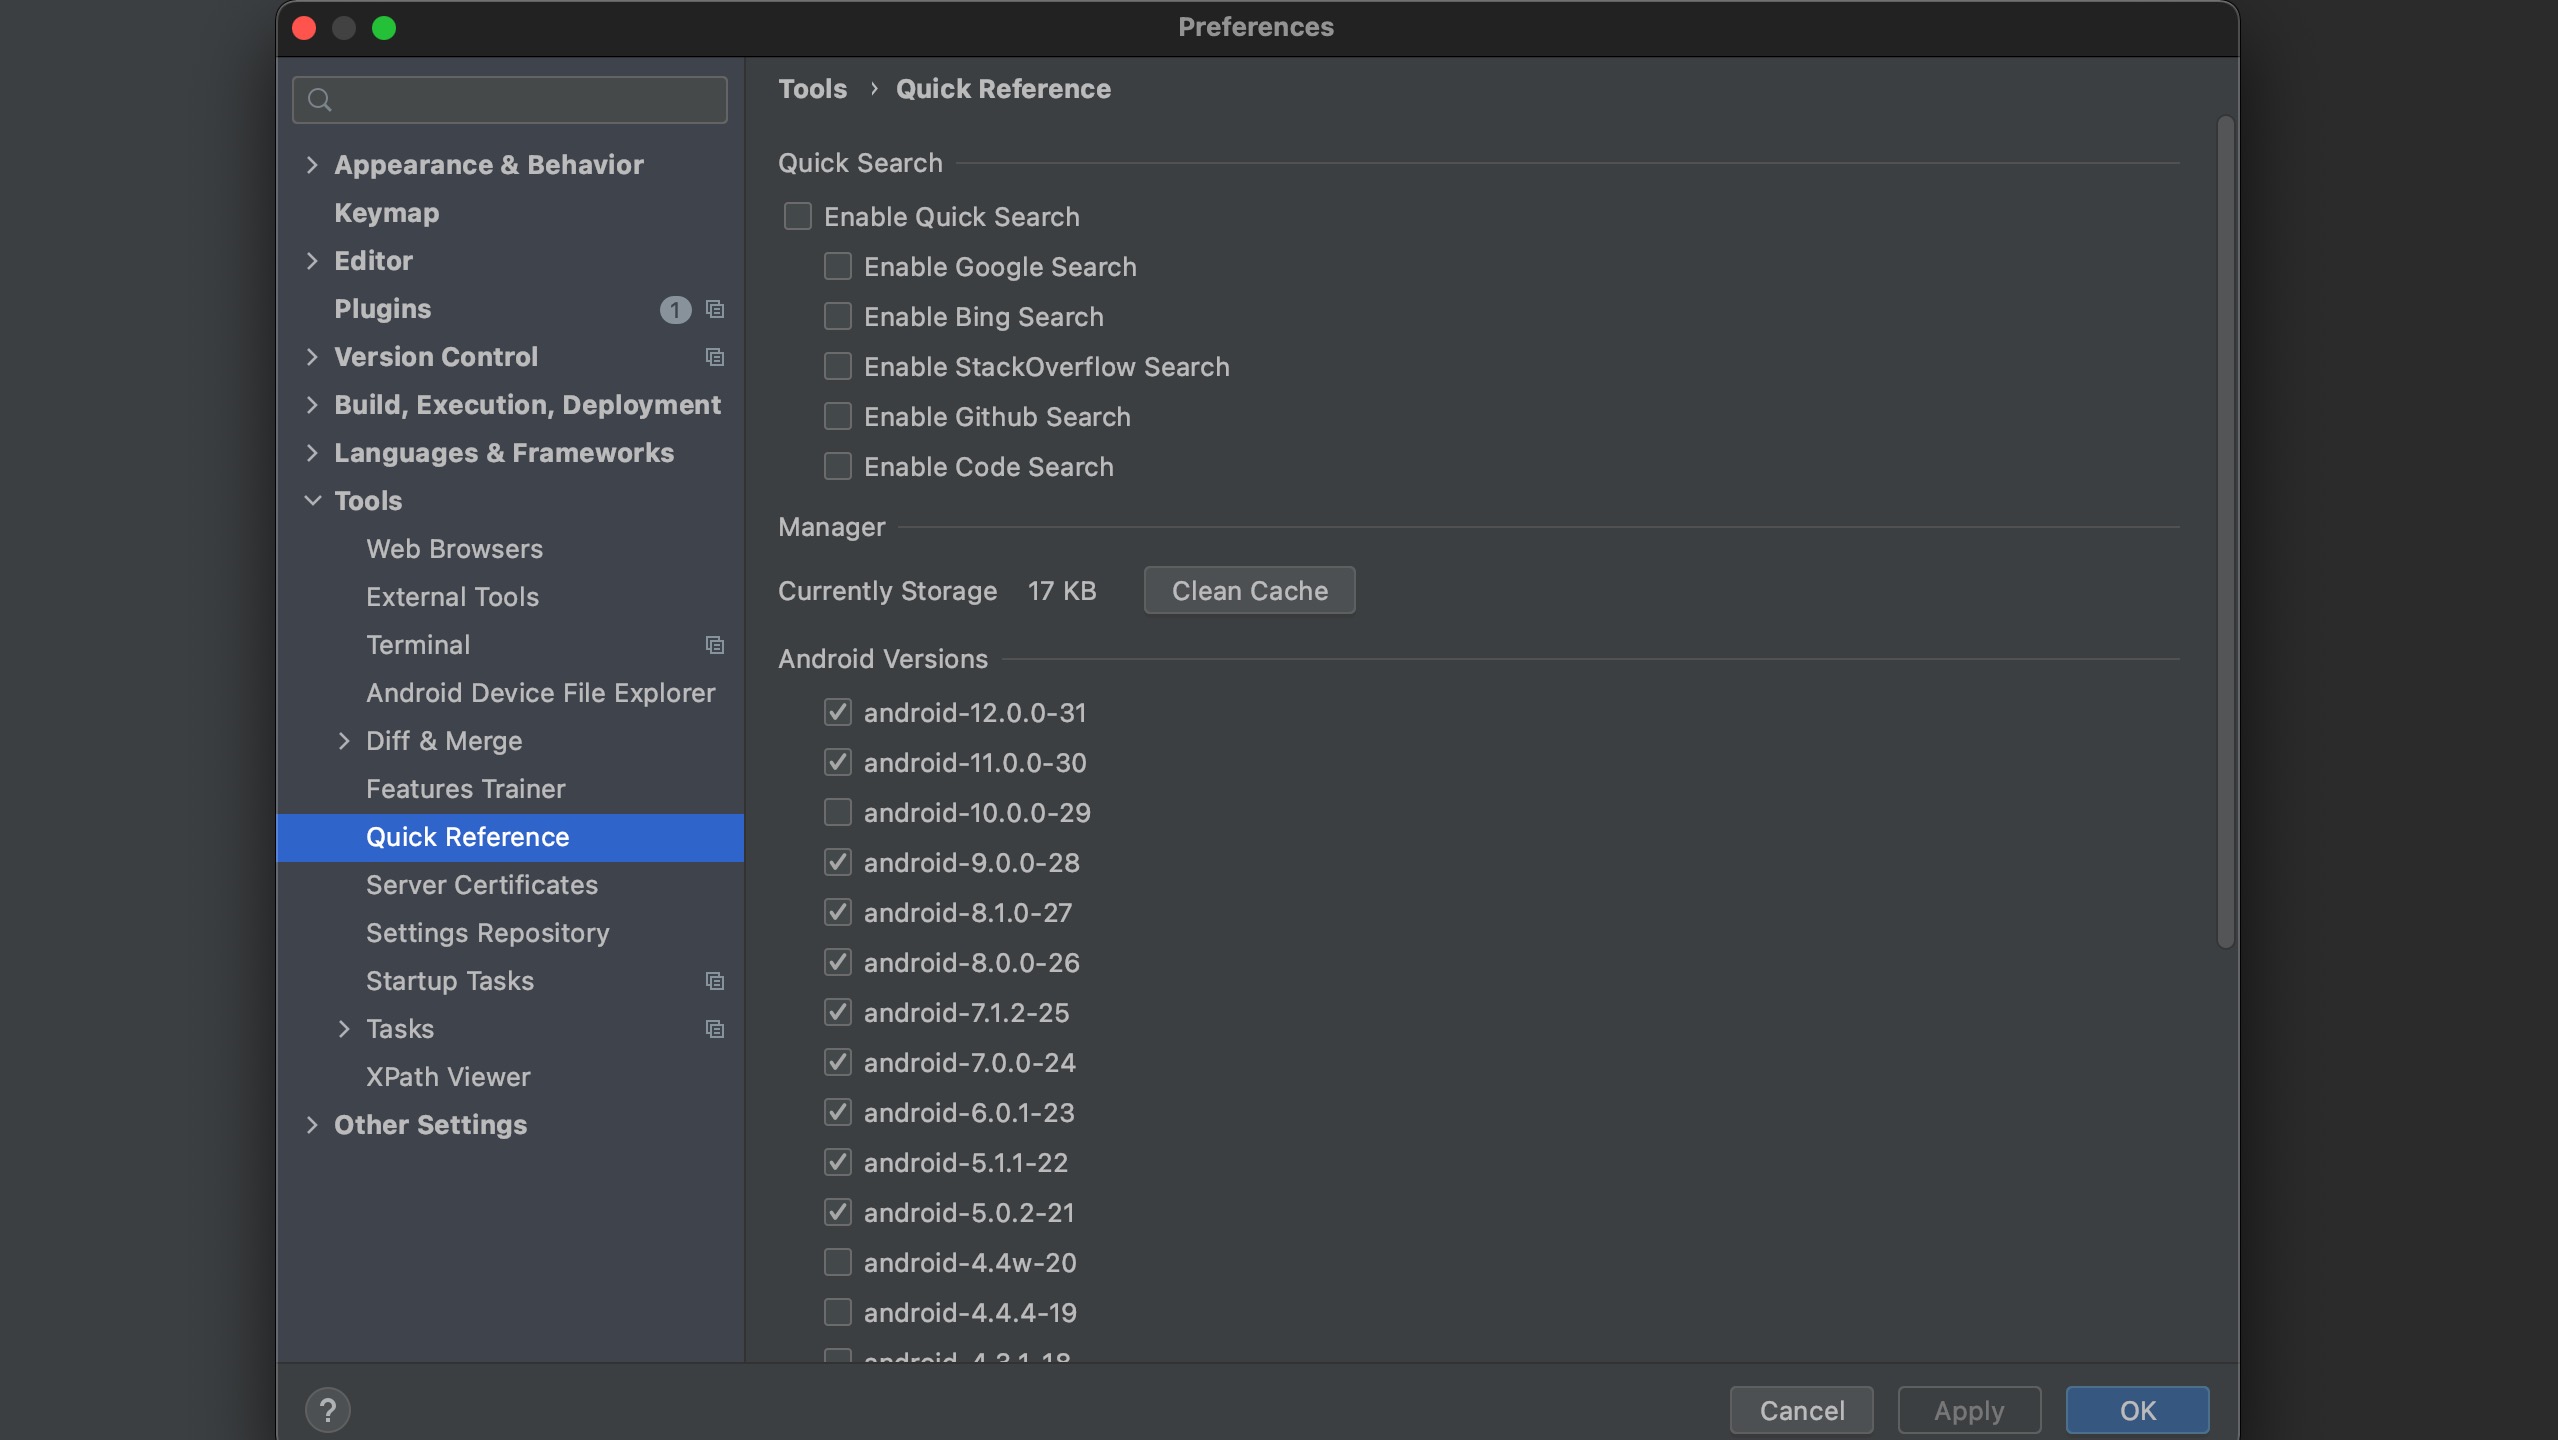 Preferences
Tools › Quick Reference
Appearance & Behavior
Keymap
Editor
Plugins 1
Version Control
Build, Execution, Deployment
Languages & Frameworks
Tools
Web Browsers
External Tools
Terminal
Android Device File Explorer
Diff & Merge
Features Trainer
Quick Reference
Server Certificates
Settings Repository
Startup Tasks
Tasks
XPath Viewer
Other Settings
Quick Search
Enable Quick Search
Enable Google Search
Enable Bing Search
Enable StackOverflow Search
Enable Github Search
Enable Code Search
Manager
Currently Storage 17 KB Clean Cache
Android Versions
android-12.0.0-31
android-11.0.0-30
android-10.0.0-29
android-9.0.0-28
android-8.1.0-27
android-8.0.0-26
android-7.1.2-25
android-7.0.0-24
android-6.0.1-23
android-5.1.1-22
android-5.0.2-21
android-4.4w-20
android-4.4.4-19
android-4.3.1-18
? Cancel Apply OK